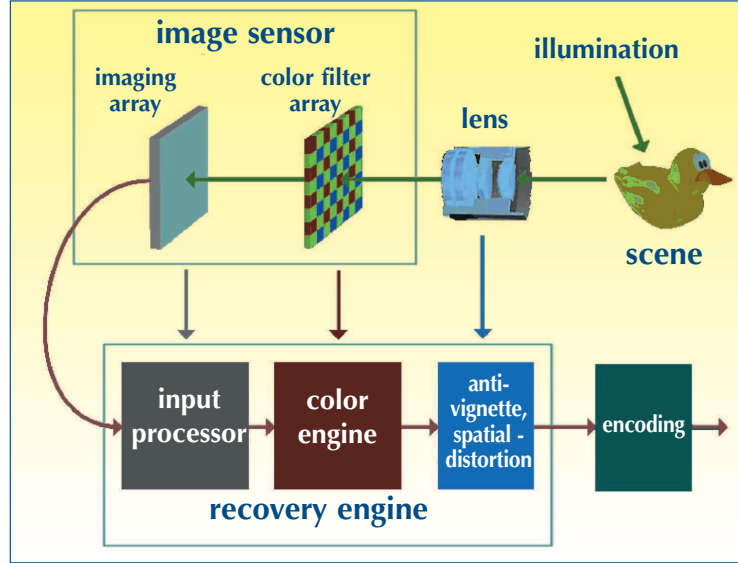 image sensor
illumination
imaging
array
color filter
array
lens
scene
input
processor
color
engine
anti-
vignette,
spatial -
distortion
encoding
recovery engine